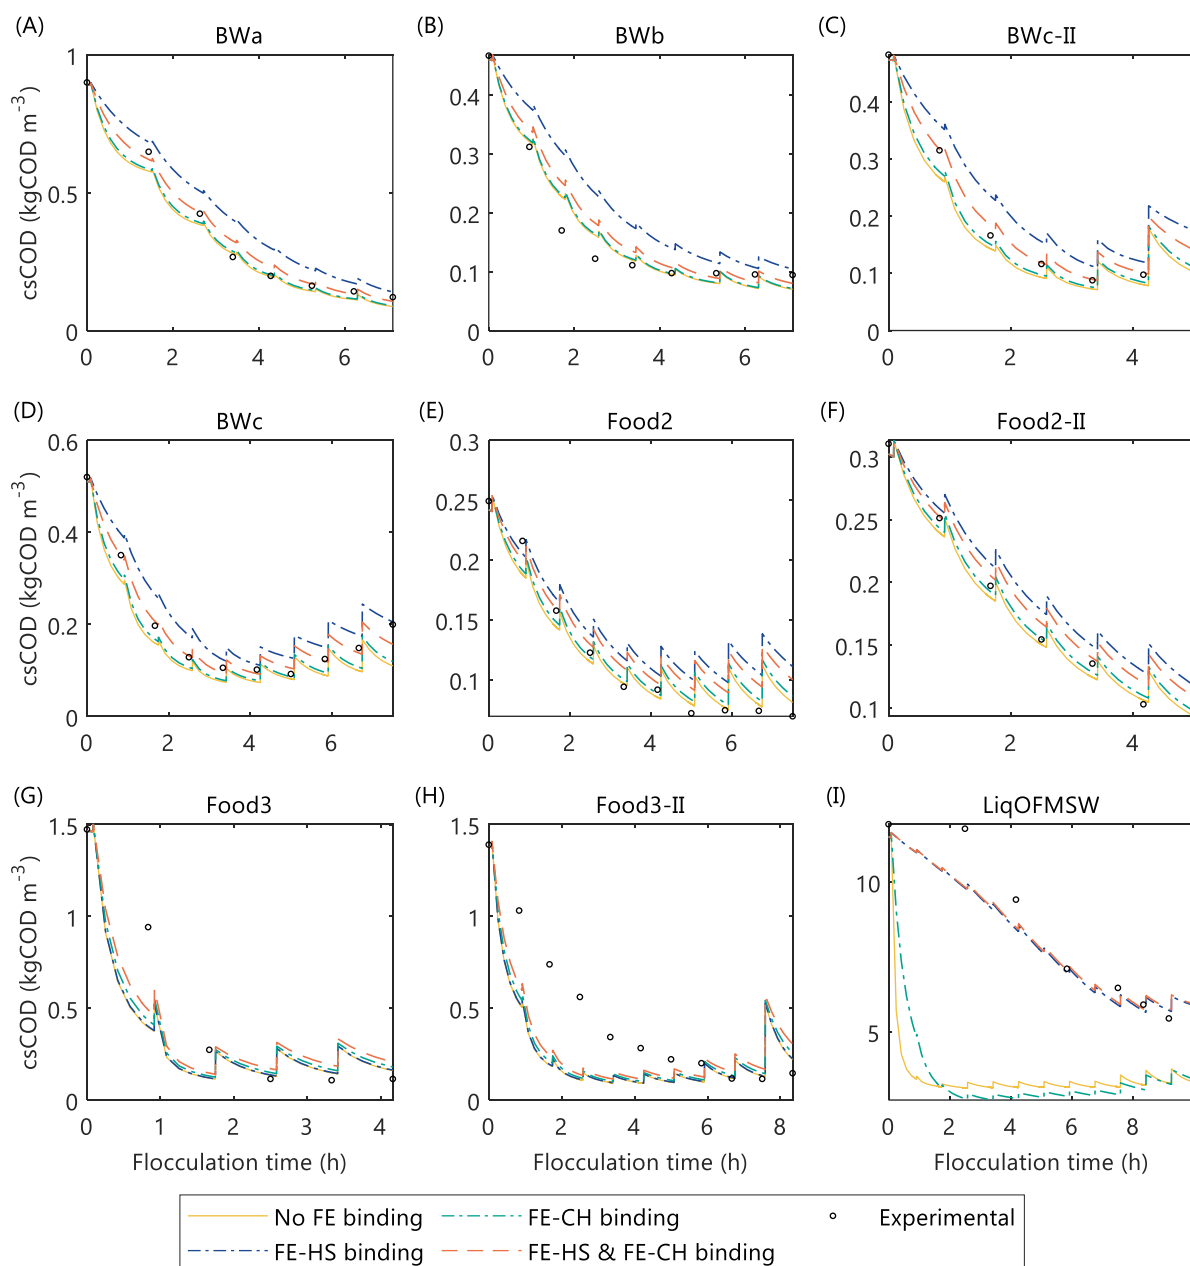 (A) BWa (B) BWb (C) BWc-II
1 0.5 0
0.4 0.3 0.2 0.1 0
0.4 0.3 0.2 0.1 0
csCOD (kgCOD m⁻³)
0 2 4 6 0 2 4 6 0 2 4
(D) BWc (E) Food2 (F) Food2-II
0.6 0.4 0.2 0
0.3 0.25 0.2 0.15 0.1
0.3 0.25 0.2 0.15 0.1
csCOD (kgCOD m⁻³)
0 2 4 6 0 2 4 6 0 2 4
(G) Food3 (H) Food3-II (I) LiqOFMSW
1.5 1 0.5 0
1.5 1 0.5 0
10 5
csCOD (kgCOD m⁻³)
0 1 2 3 4 0 2 4 6 8 0 2 4 6 8
Flocculation time (h) Flocculation time (h) Flocculation time (h)
No FE binding FE-CH binding Experimental
FE-HS binding FE-HS & FE-CH binding